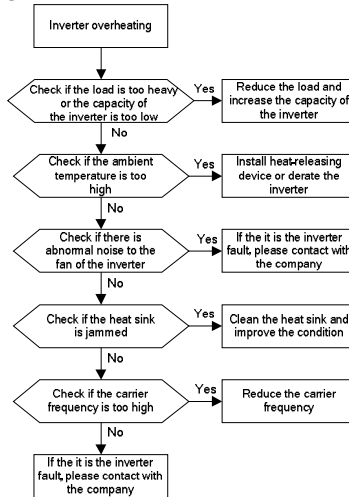 Inverter overheating
Check if the load is too heavy
or the capacity of
the inverter is too low
Yes
Reduce the load and
increase the capacity of
the inverter
No
Check if the ambient
temperature is too
high
Yes
Install heat-releasing
device or derate the
inverter
No
Check if there is
abnormal noise to the
fan of the inverter
Yes
If the it is the inverter
fault, please contact with
the company
No
Check if the heat sink
is jammed
Yes
Clean the heat sink and
improve the condition
No
Check if the carrier
frequency is too high
Yes
Reduce the carrier
frequency
No
If the it is the inverter
fault, please contact with
the company